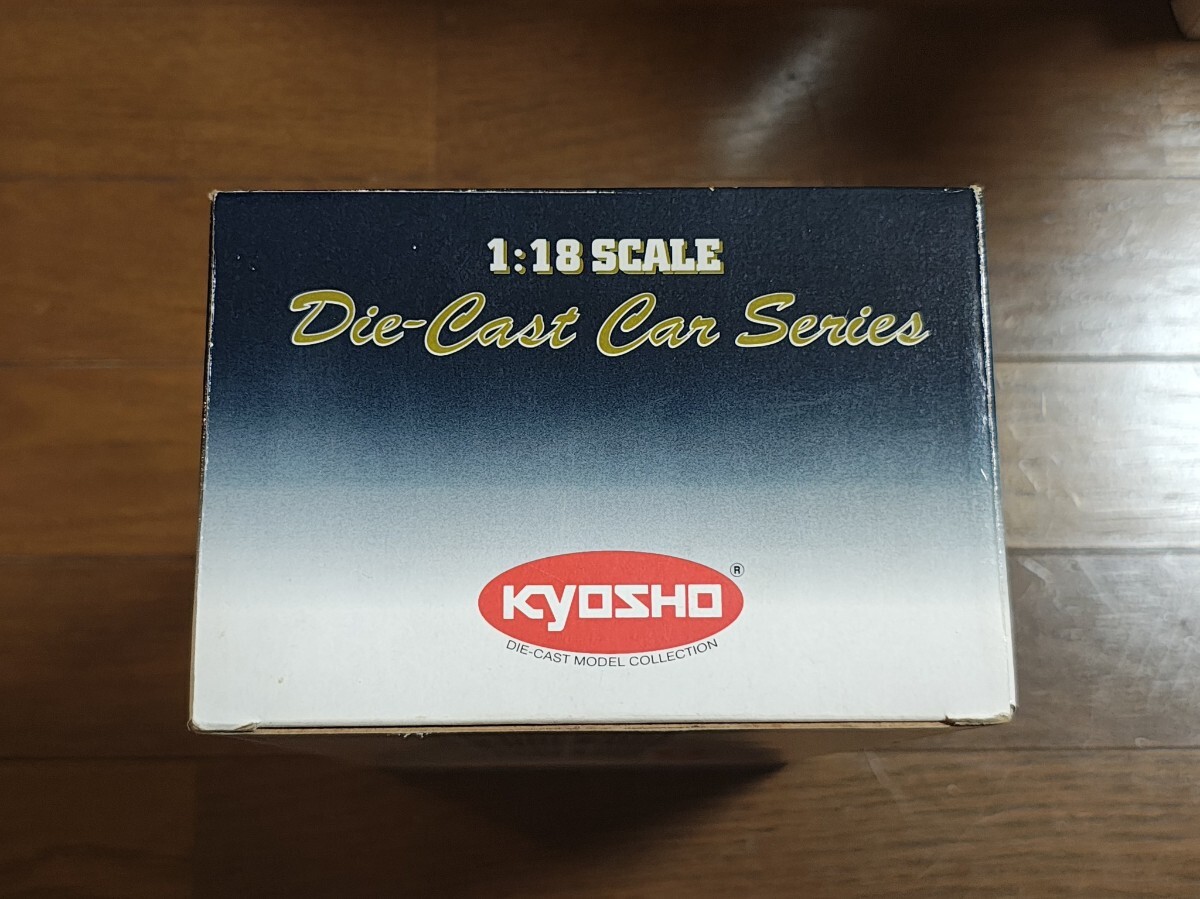 1:18 SCALE
Die-Cast Car Series
KYOSHO ®
DIE-CAST MODEL COLLECTION